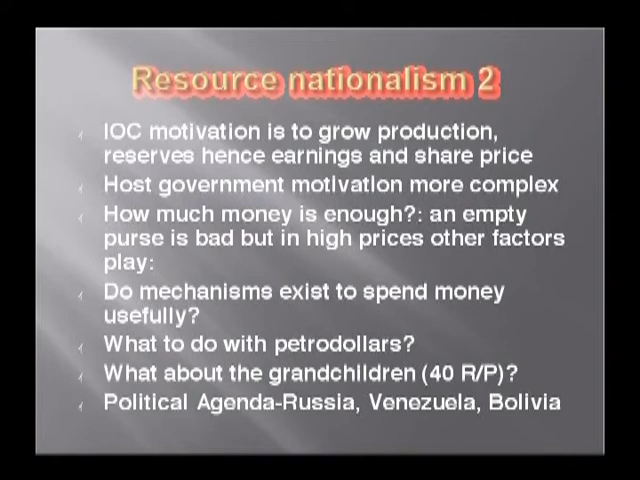 Resource nationalism 2
IOC motivation is to grow production,
reserves hence earnings and share price
Host government motivation more complex
How much money is enough?: an empty
purse is bad but in high prices other factors
play:
Do mechanisms exist to spend money
usefully?
What to do with petrodollars?
What about the grandchildren (40 R/P)?
Political Agenda-Russia, Venezuela, Bolivia